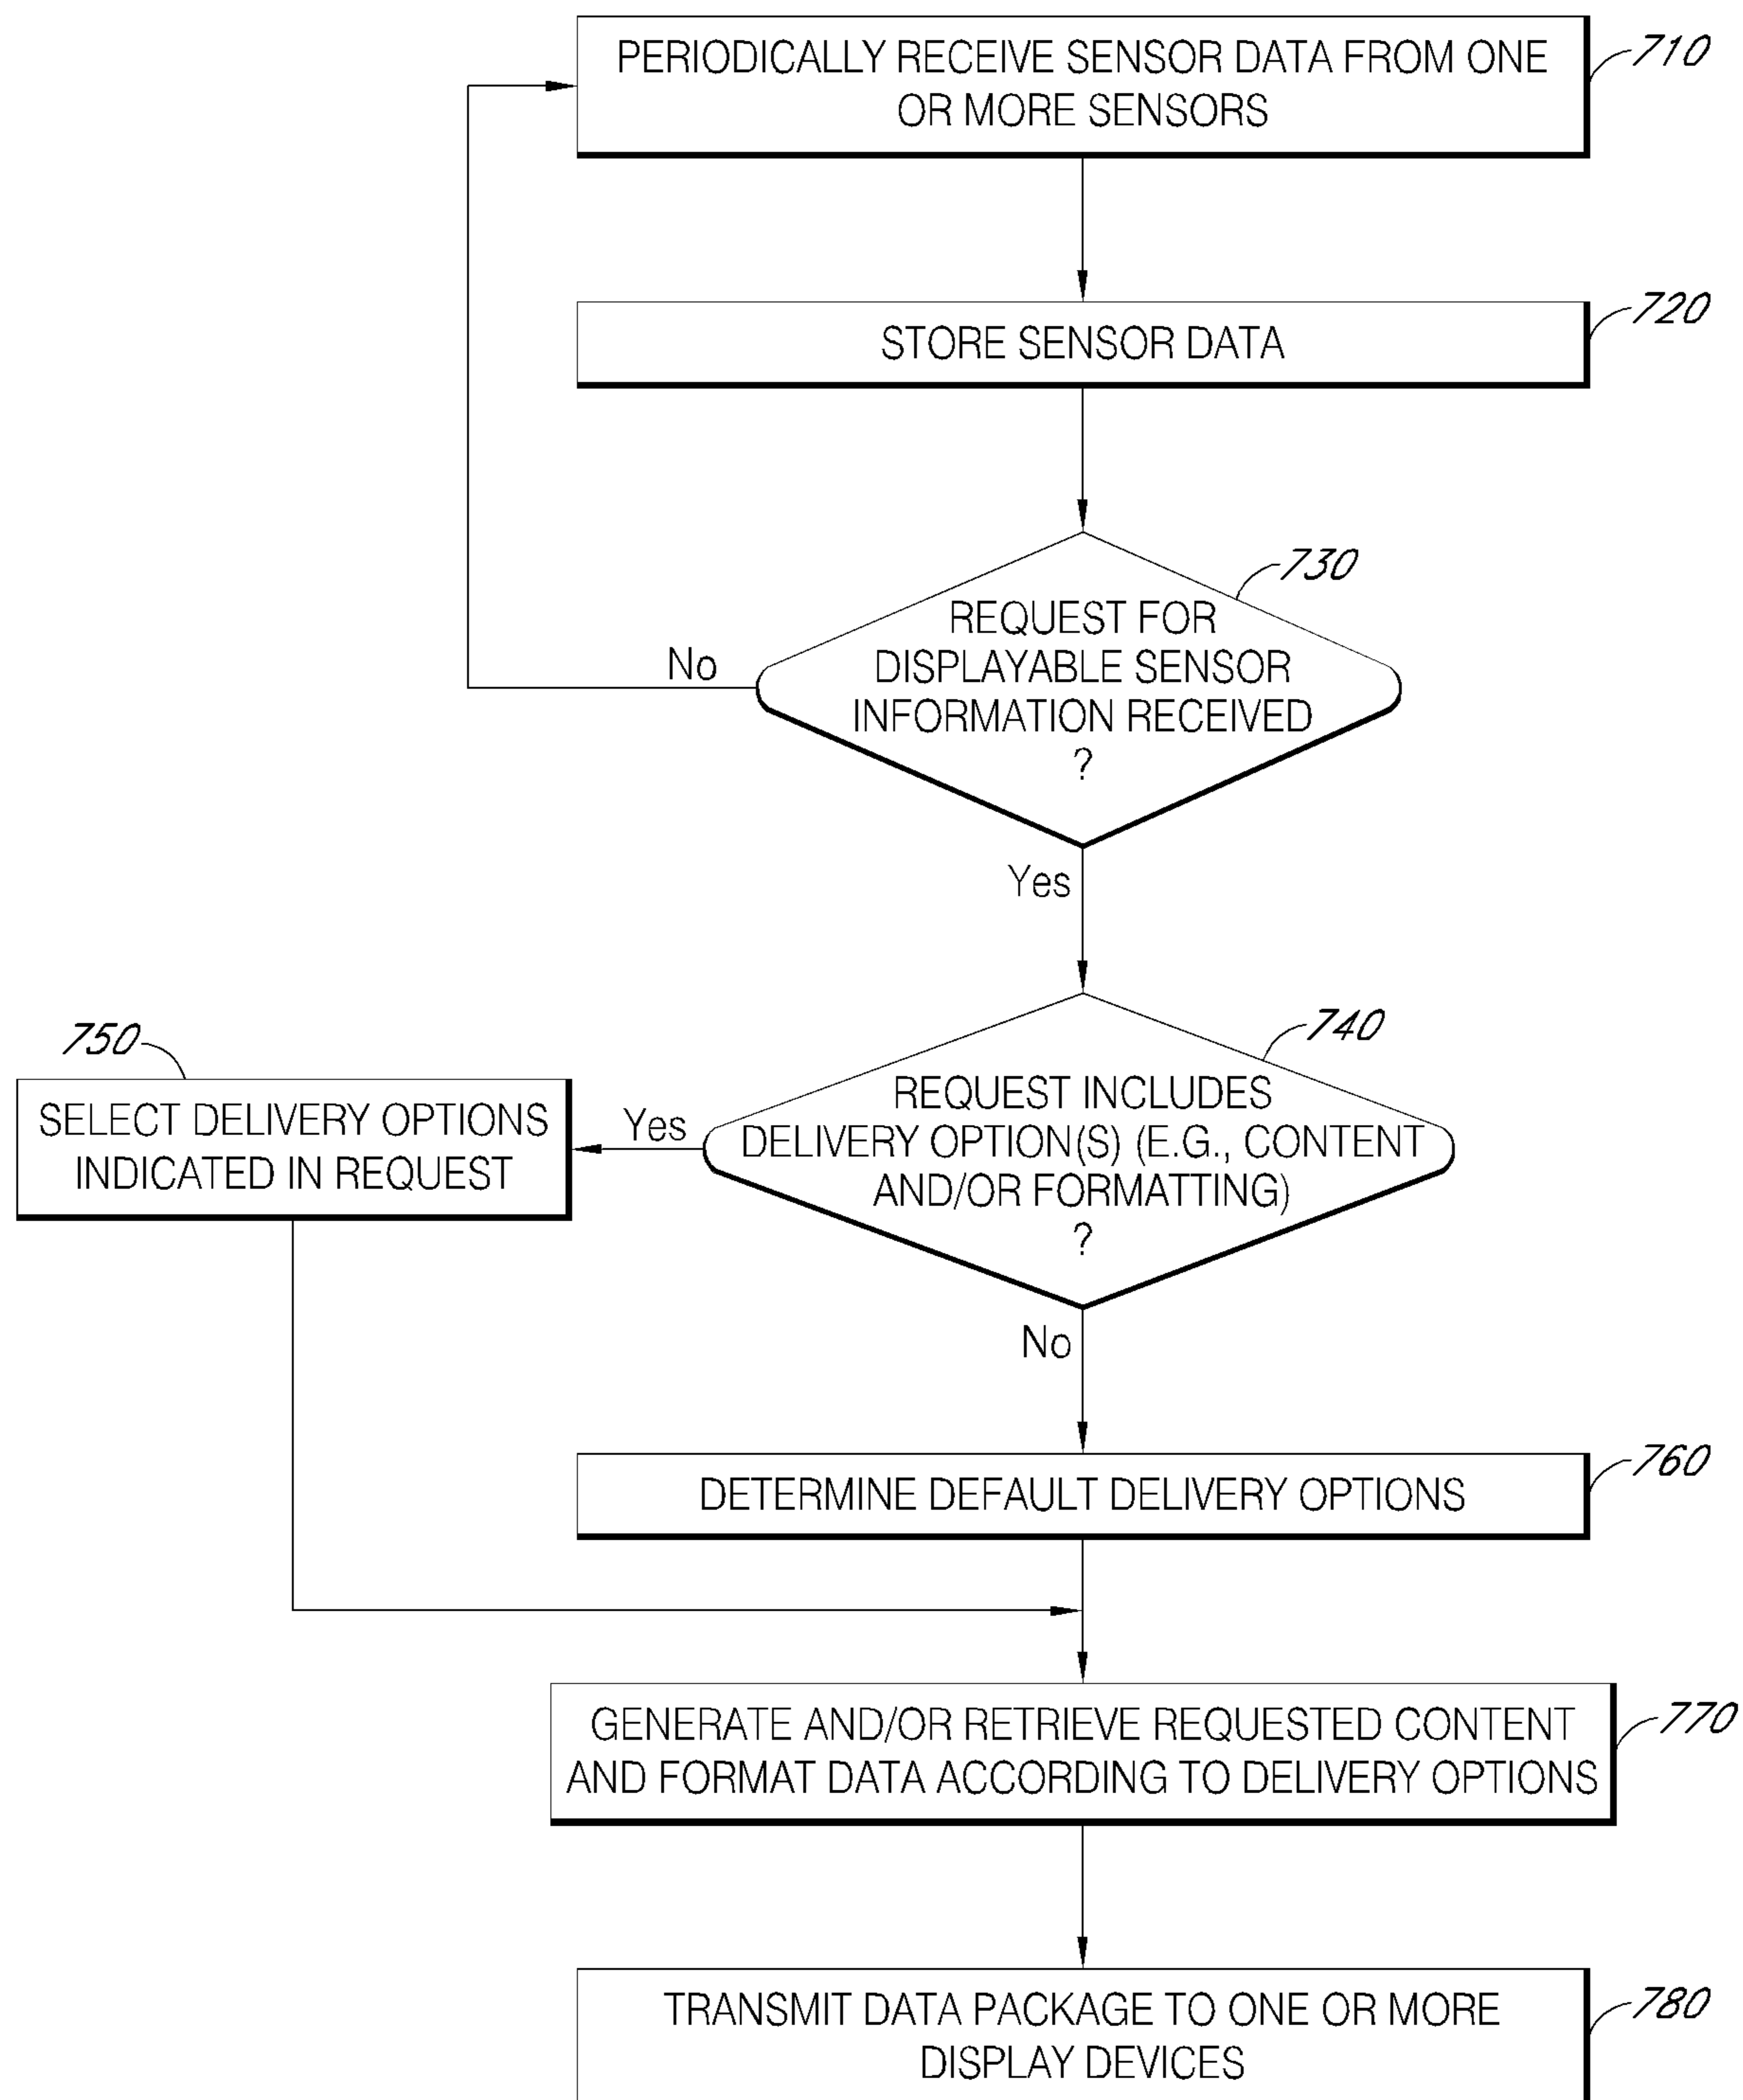 PERIODICALLY RECEIVE SENSOR DATA FROM ONE
OR MORE SENSORS
710
STORE SENSOR DATA
720
730
REQUEST FOR
DISPLAYABLE SENSOR
INFORMATION RECEIVED
?
No
Yes
740
750
REQUEST INCLUDES
DELIVERY OPTION(S) (E.G., CONTENT
AND/OR FORMATTING)
?
Yes
SELECT DELIVERY OPTIONS
INDICATED IN REQUEST
No
DETERMINE DEFAULT DELIVERY OPTIONS
760
GENERATE AND/OR RETRIEVE REQUESTED CONTENT
AND FORMAT DATA ACCORDING TO DELIVERY OPTIONS
770
TRANSMIT DATA PACKAGE TO ONE OR MORE
DISPLAY DEVICES
780